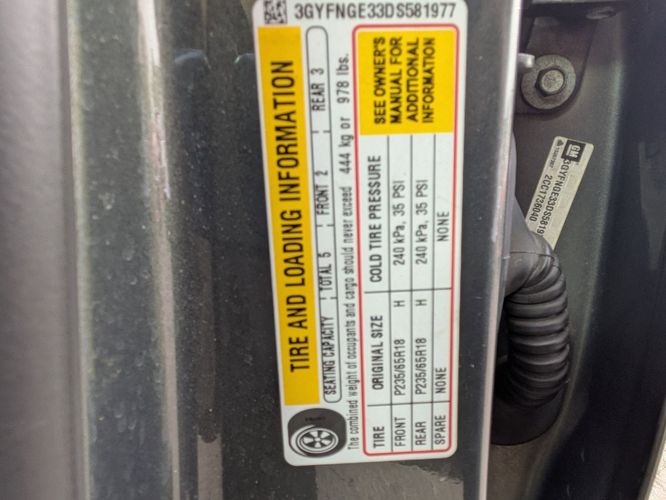 3GYFNGE33DS581977
TIRE AND LOADING INFORMATION
SEATING CAPACITY TOTAL 5 FRONT 2 REAR 3
The combined weight of occupants and cargo should never exceed 444 kg or 978 lbs.
TIRE ORIGINAL SIZE COLD TIRE PRESSURE
FRONT P235/65R18 H 240 kPa, 35 PSI
REAR P235/65R18 H 240 kPa, 35 PSI
SPARE NONE NONE
SEE OWNER'S
MANUAL FOR
ADDITIONAL
INFORMATION
GM
3GYFNGE33DS5819
2CC1736040